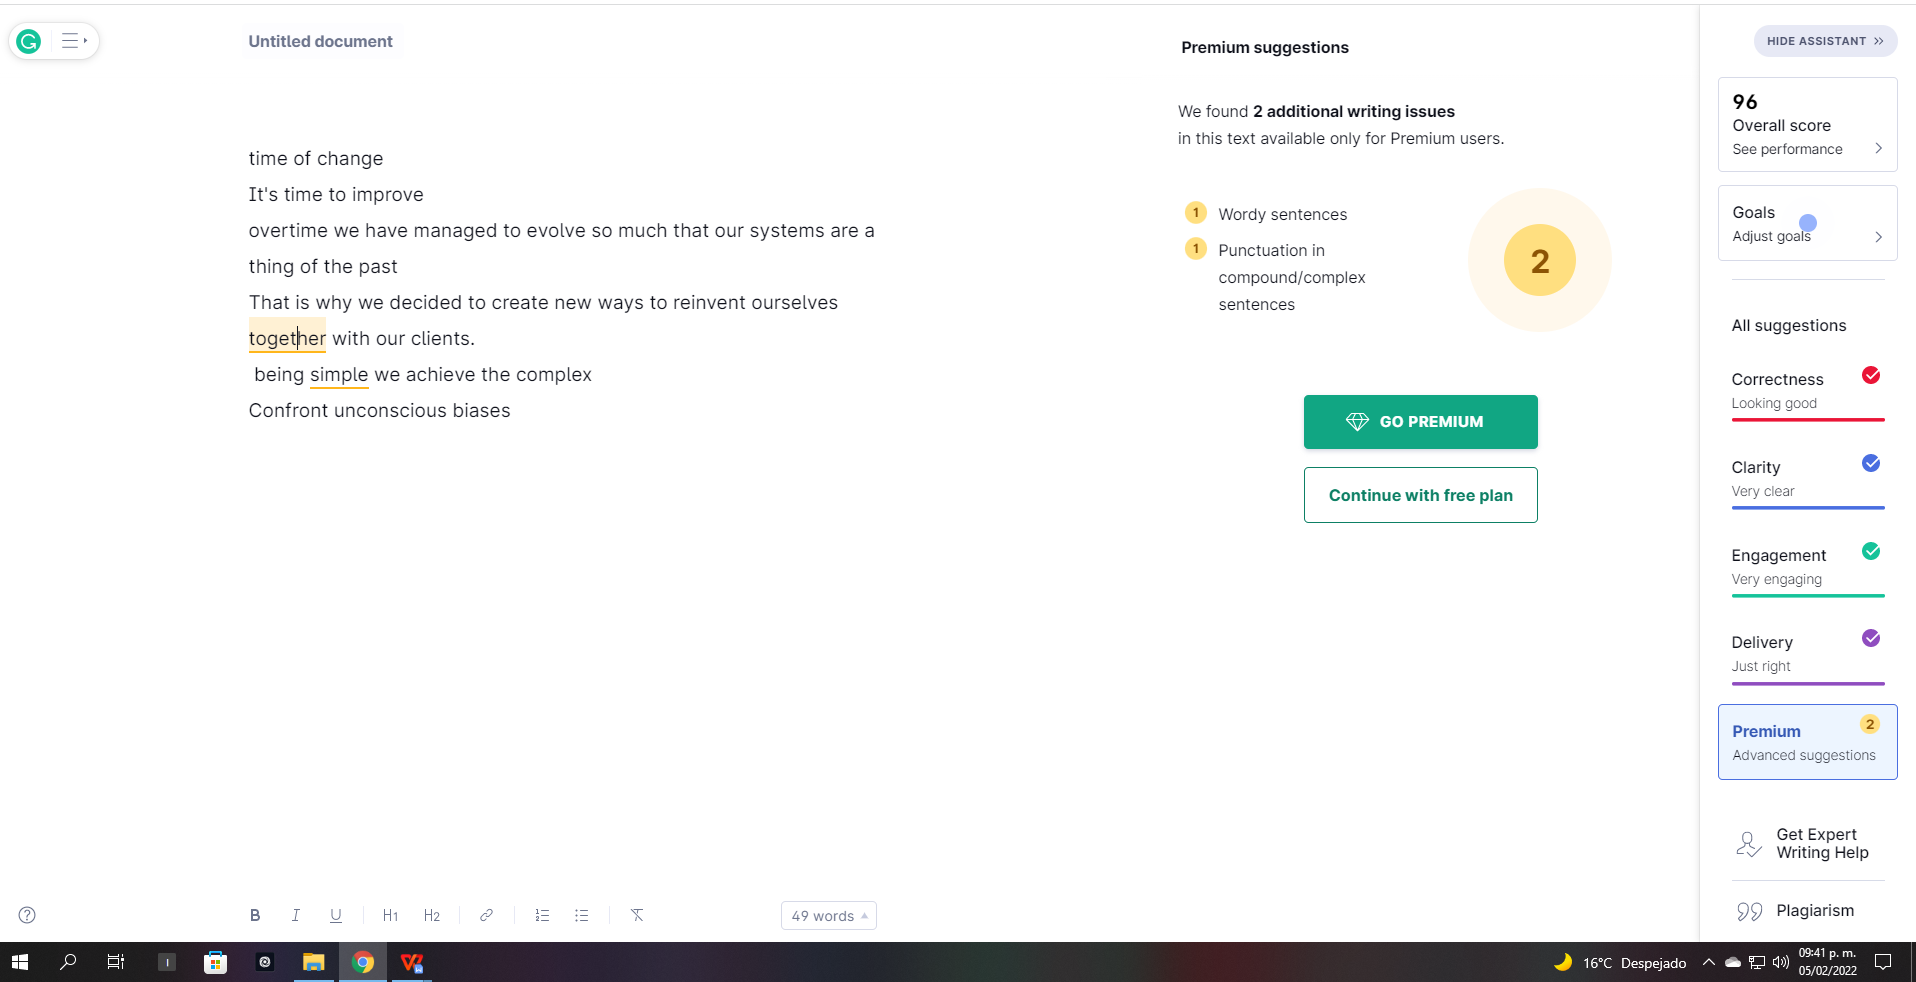 Untitled document
time of change
It's time to improve
overtime we have managed to evolve so much that our systems are a
thing of the past
That is why we decided to create new ways to reinvent ourselves
together with our clients.
being simple we achieve the complex
Confront unconscious biases
B I U H1 H2
49 words
Premium suggestions
We found 2 additional writing issues
in this text available only for Premium users.
1 Wordy sentences
1 Punctuation in
compound/complex
sentences
2
GO PREMIUM
Continue with free plan
HIDE ASSISTANT
96
Overall score
See performance
Goals
Adjust goals
All suggestions
Correctness
Looking good
Clarity
Very clear
Engagement
Very engaging
Delivery
Just right
Premium 2
Advanced suggestions
Get Expert
Writing Help
Plagiarism
16°C Despejado
09:41 p. m.
05/02/2022